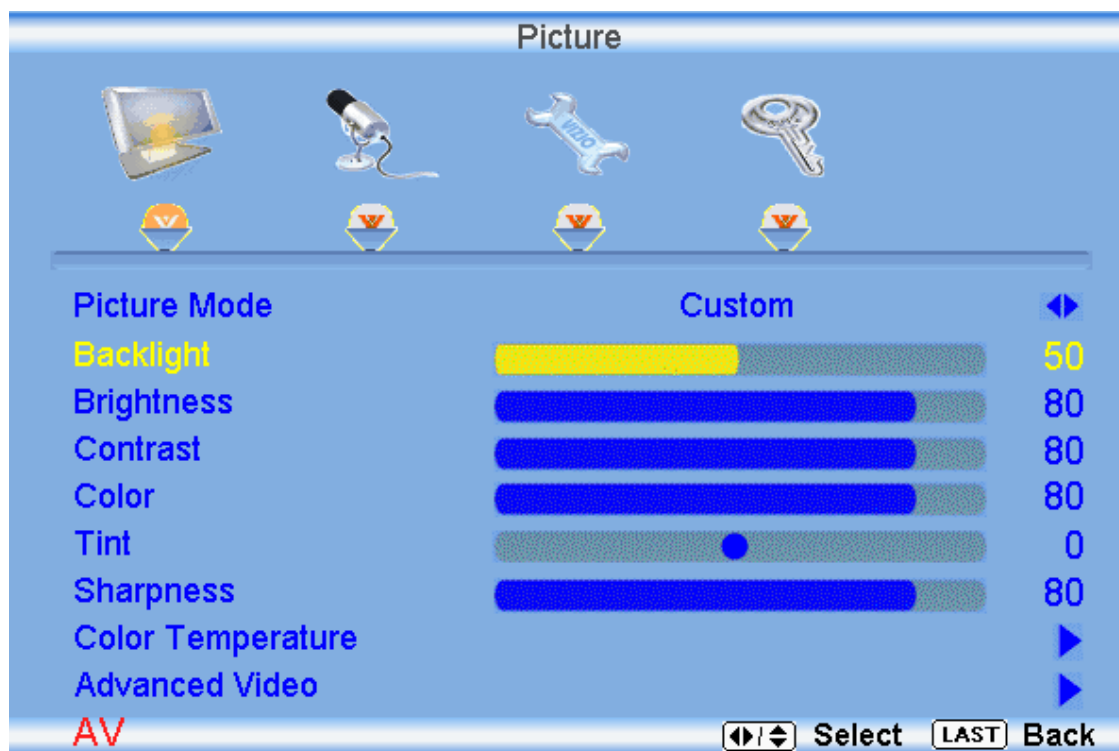 Picture
VIZIO
Picture Mode Custom
Backlight 50
Brightness 80
Contrast 80
Color 80
Tint 0
Sharpness 80
Color Temperature
Advanced Video
AV / Select LAST Back